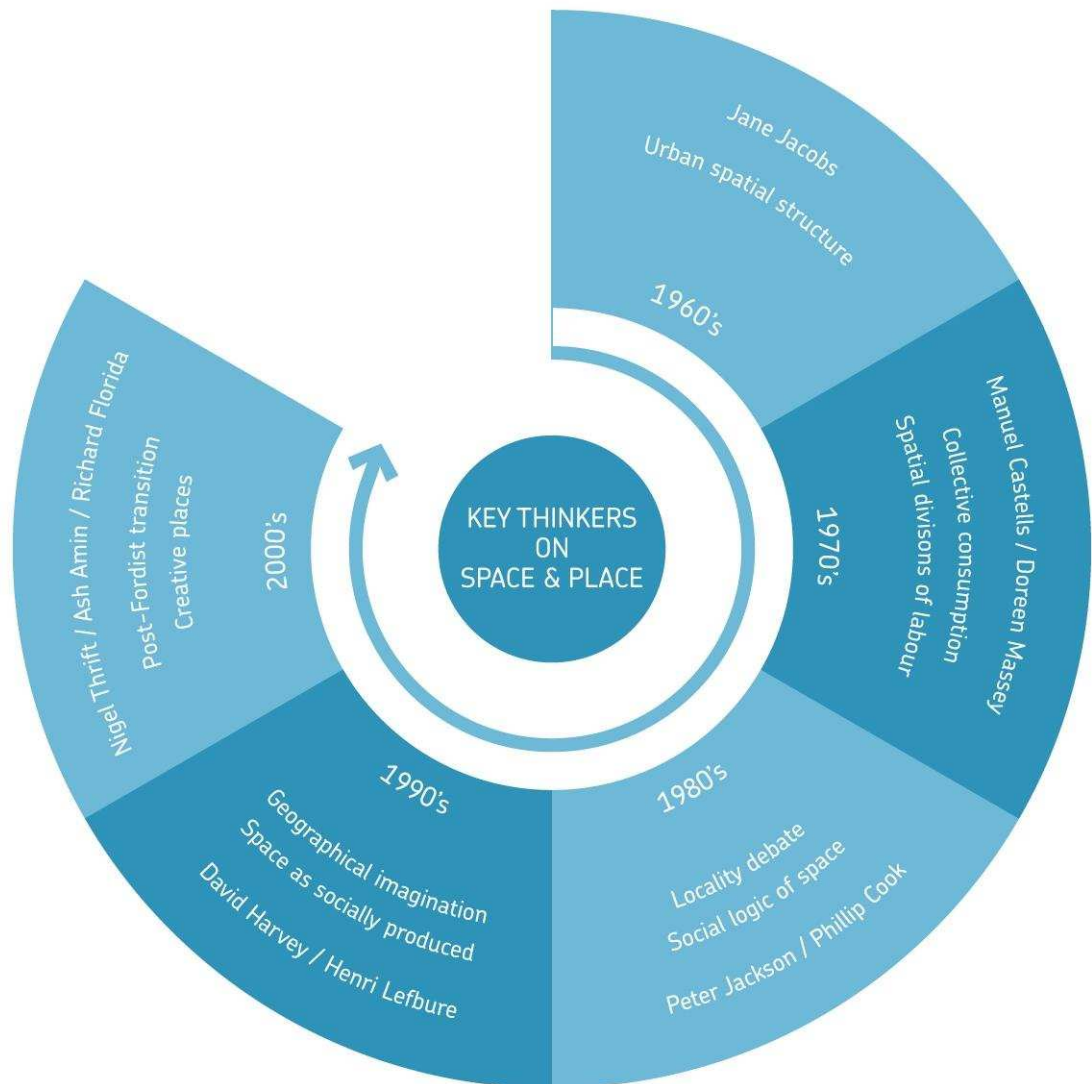 KEY THINKERS
ON
SPACE & PLACE
Jane Jacobs
Urban spatial structure
1960's
Manuel Castells / Doreen Massey
Collective consumption
Spatial divisons of labour
1970's
1980's
Locality debate
Social logic of space
Peter Jackson / Phillip Cook
1990's
Geographical imagination
Space as socially produced
David Harvey / Henri Lefbure
Nigel Thrift / Ash Amin / Richard Florida
Post-Fordist transition
Creative places
2000's